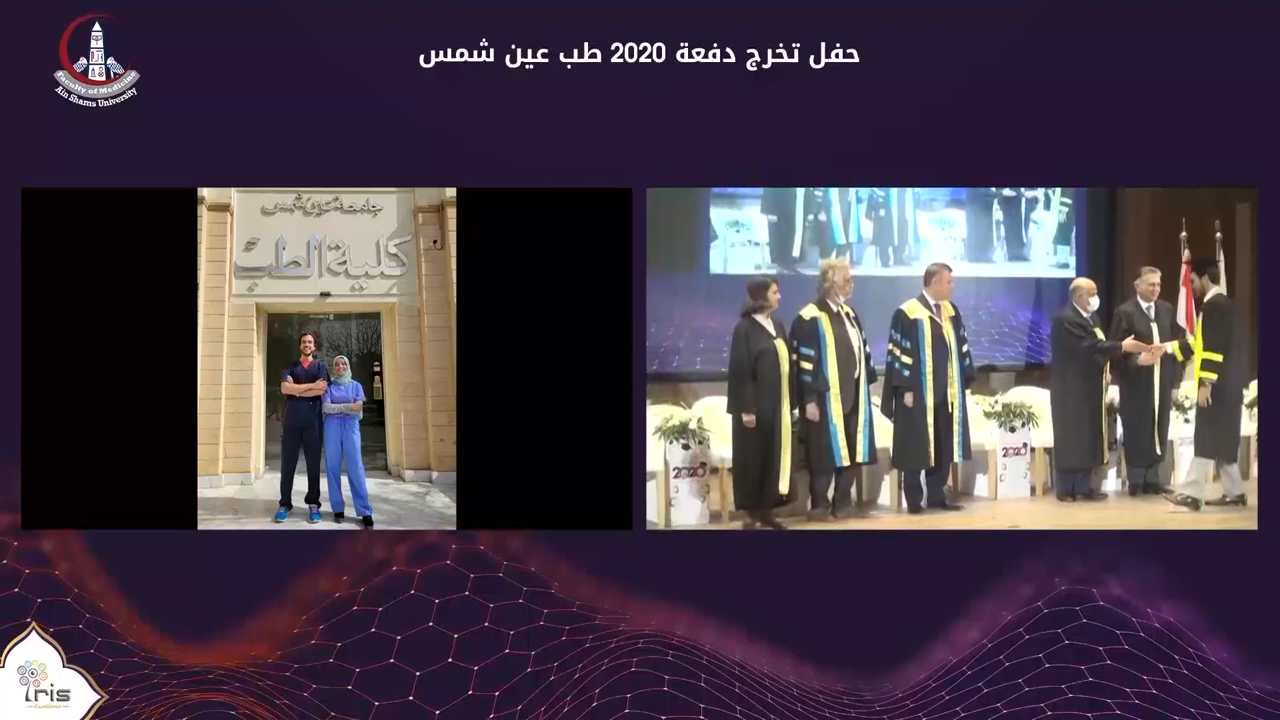 حفل تخرج دفعة 2020 طب عين شمس
Faculty of Medicine
Ain Shams University
جامعة عين شمس
كلية الطب
2020
2020
iris